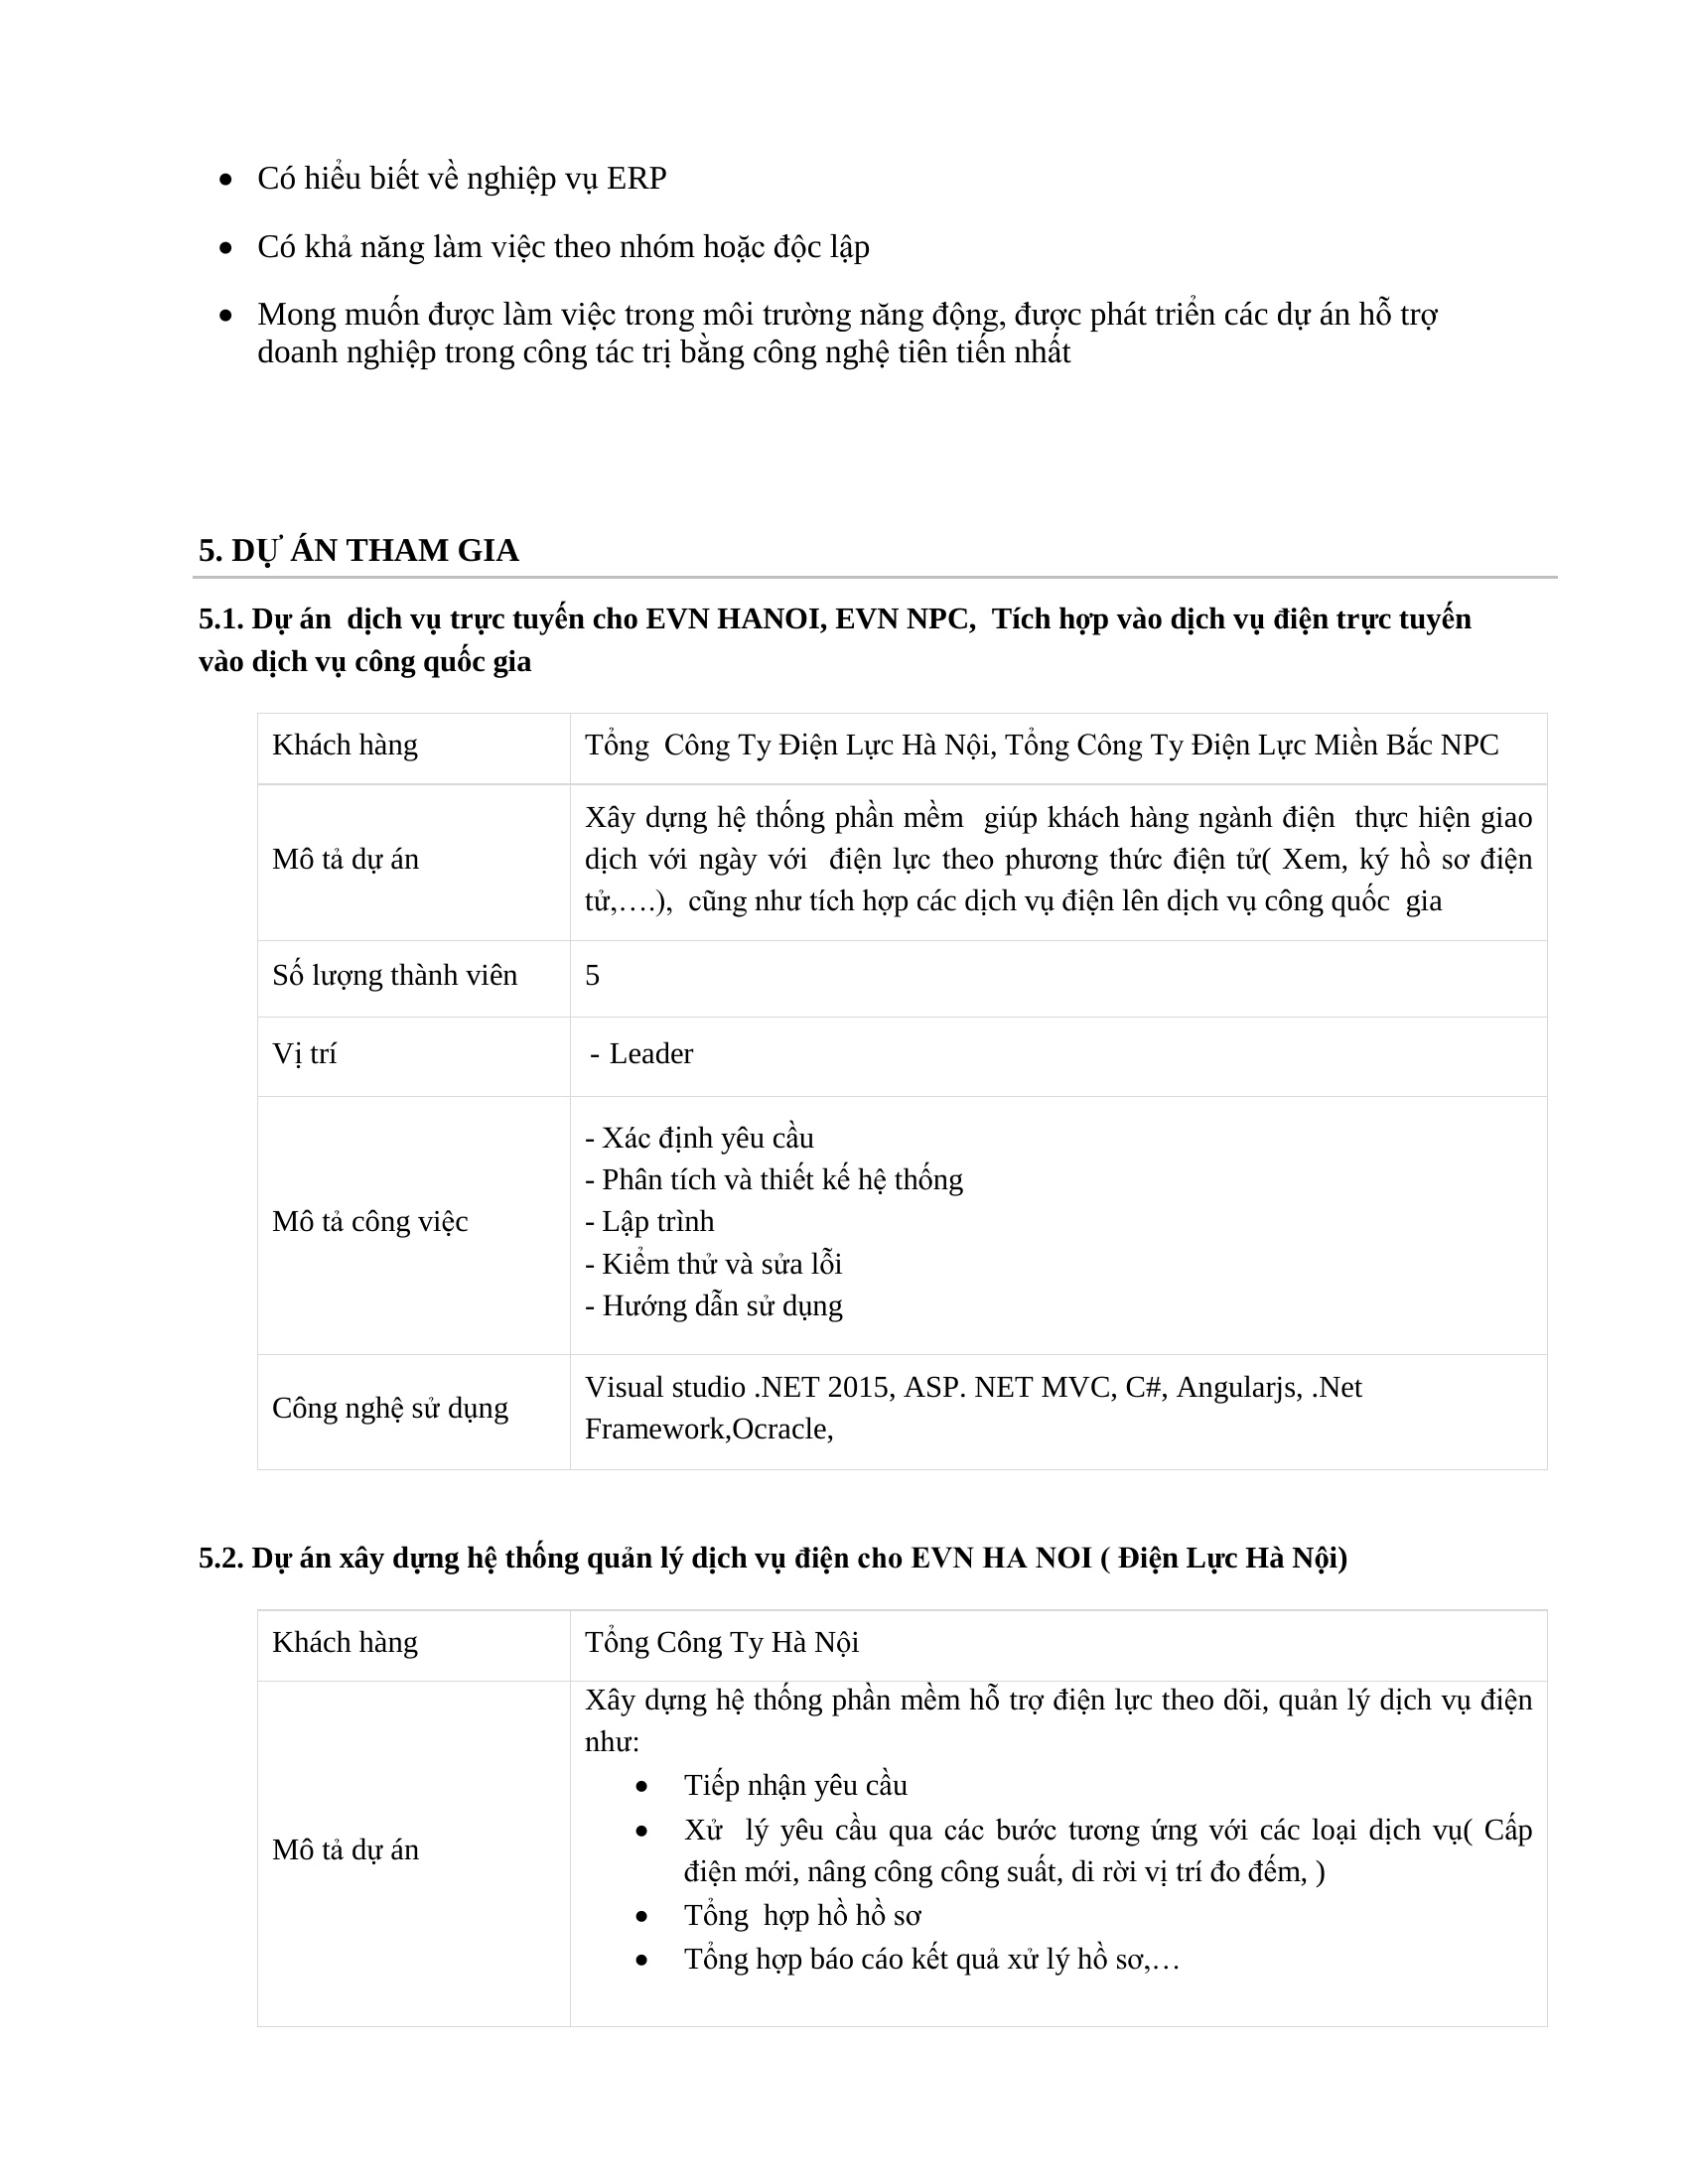 • Có hiểu biết về nghiệp vụ ERP
• Có khả năng làm việc theo nhóm hoặc độc lập
• Mong muốn được làm việc trong môi trường năng động, được phát triển các dự án hỗ trợ
doanh nghiệp trong công tác trị bằng công nghệ tiên tiến nhất
5. DỰ ÁN THAM GIA
5.1. Dự án  dịch vụ trực tuyến cho EVN HANOI, EVN NPC,  Tích hợp vào dịch vụ điện trực tuyến
vào dịch vụ công quốc gia
Khách hàng
Tổng  Công Ty Điện Lực Hà Nội, Tổng Công Ty Điện Lực Miền Bắc NPC
Mô tả dự án
Xây dựng hệ thống phần mềm  giúp khách hàng ngành điện  thực hiện giao
dịch với ngày với  điện lực theo phương thức điện tử( Xem, ký hồ sơ điện
tử,….),  cũng như tích hợp các dịch vụ điện lên dịch vụ công quốc  gia
Số lượng thành viên
5
Vị trí
- Leader
Mô tả công việc
- Xác định yêu cầu
- Phân tích và thiết kế hệ thống
- Lập trình
- Kiểm thử và sửa lỗi
- Hướng dẫn sử dụng
Công nghệ sử dụng
Visual studio .NET 2015, ASP. NET MVC, C#, Angularjs, .Net
Framework,Ocracle,
5.2. Dự án xây dựng hệ thống quản lý dịch vụ điện cho EVN HA NOI ( Điện Lực Hà Nội)
Khách hàng
Tổng Công Ty Hà Nội
Mô tả dự án
Xây dựng hệ thống phần mềm hỗ trợ điện lực theo dõi, quản lý dịch vụ điện
như:
• Tiếp nhận yêu cầu
• Xử  lý yêu cầu qua các bước tương ứng với các loại dịch vụ( Cấp
điện mới, nâng công công suất, di rời vị trí đo đếm, )
• Tổng  hợp hồ hồ sơ
• Tổng hợp báo cáo kết quả xử lý hồ sơ,…